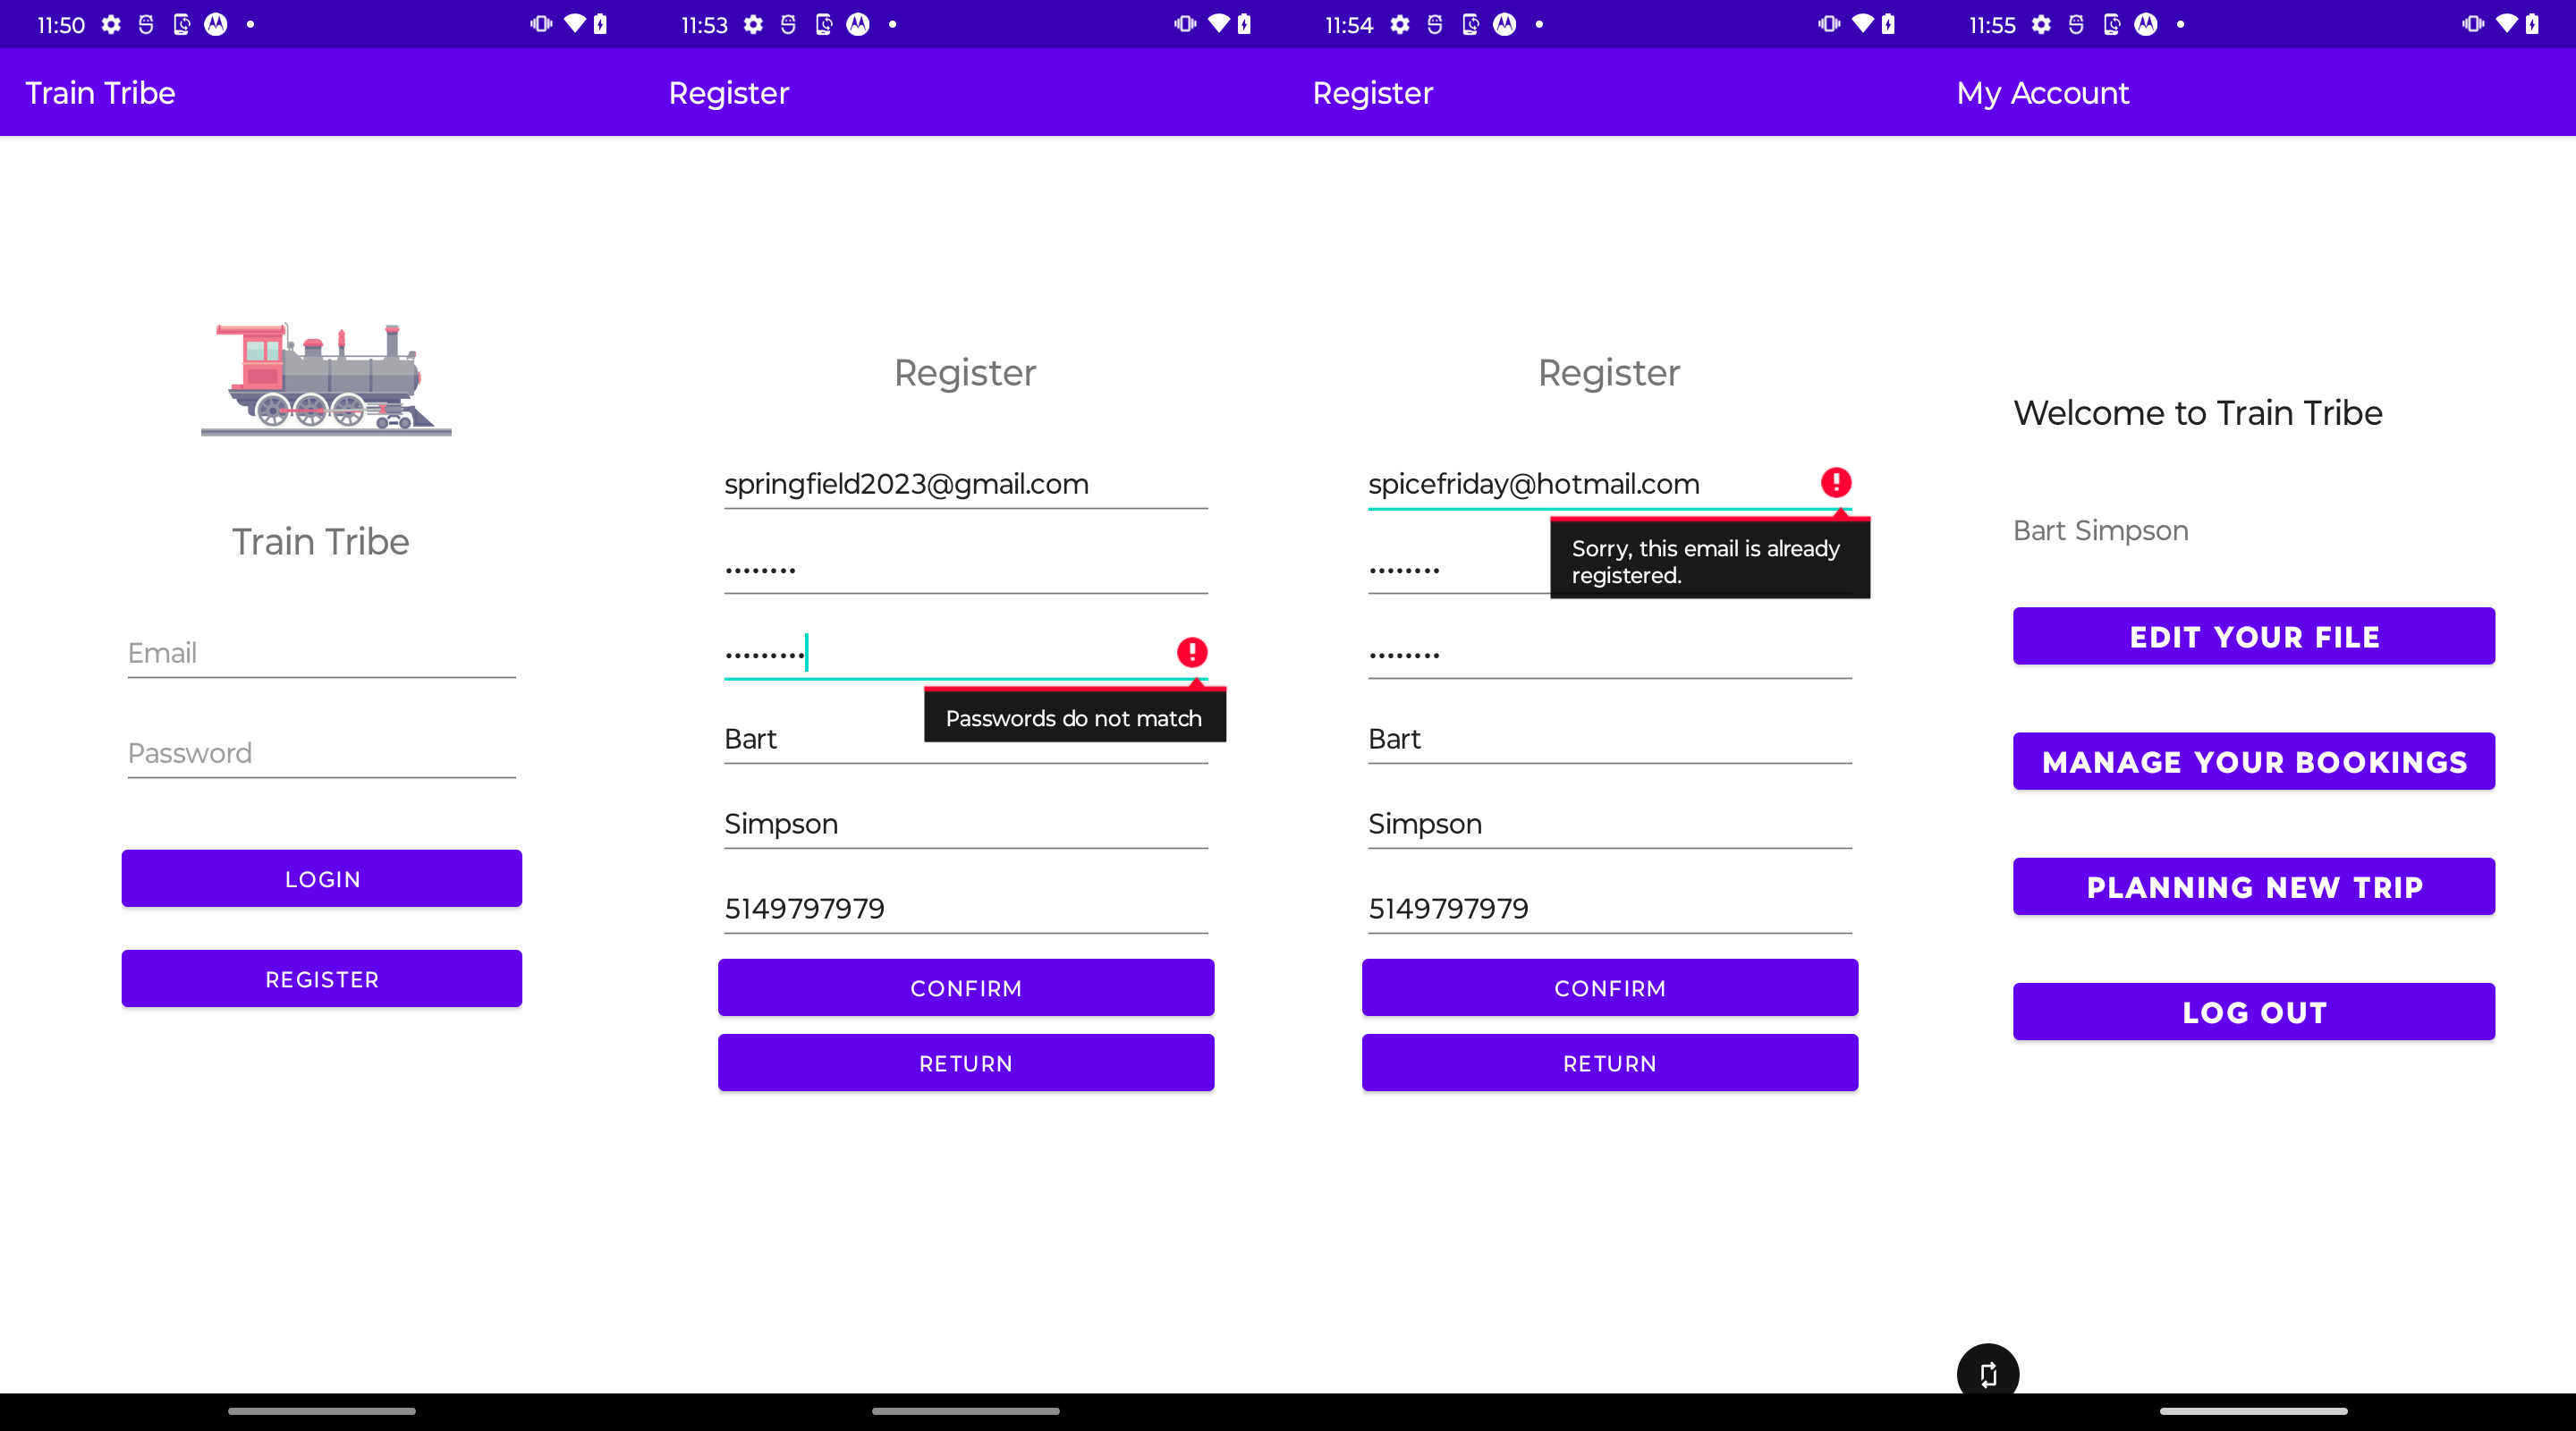 11:50
Train Tribe
Train Tribe
Email
Password
LOGIN
REGISTER
11:53
Register
Register
springfield2023@gmail.com
........
.........
Passwords do not match
Bart
Simpson
5149797979
CONFIRM
RETURN
11:54
Register
Register
spicefriday@hotmail.com
Sorry, this email is already
registered.
........
........
Bart
Simpson
5149797979
CONFIRM
RETURN
11:55
My Account
Welcome to Train Tribe
Bart Simpson
EDIT YOUR FILE
MANAGE YOUR BOOKINGS
PLANNING NEW TRIP
LOG OUT